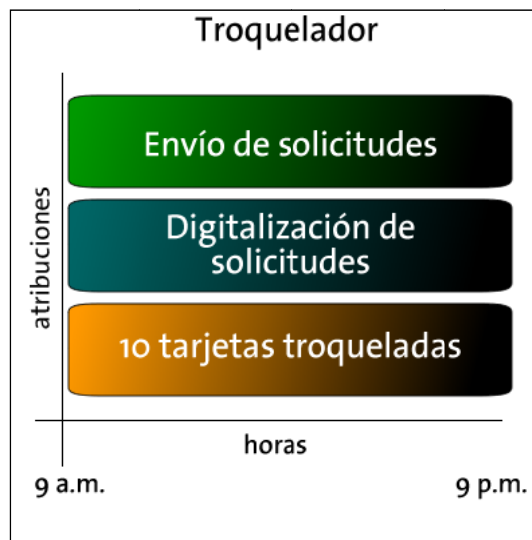 Troquelador
Envío de solicitudes
Digitalización de
solicitudes
10 tarjetas troqueladas
atribuciones
horas
9 a.m.
9 p.m.